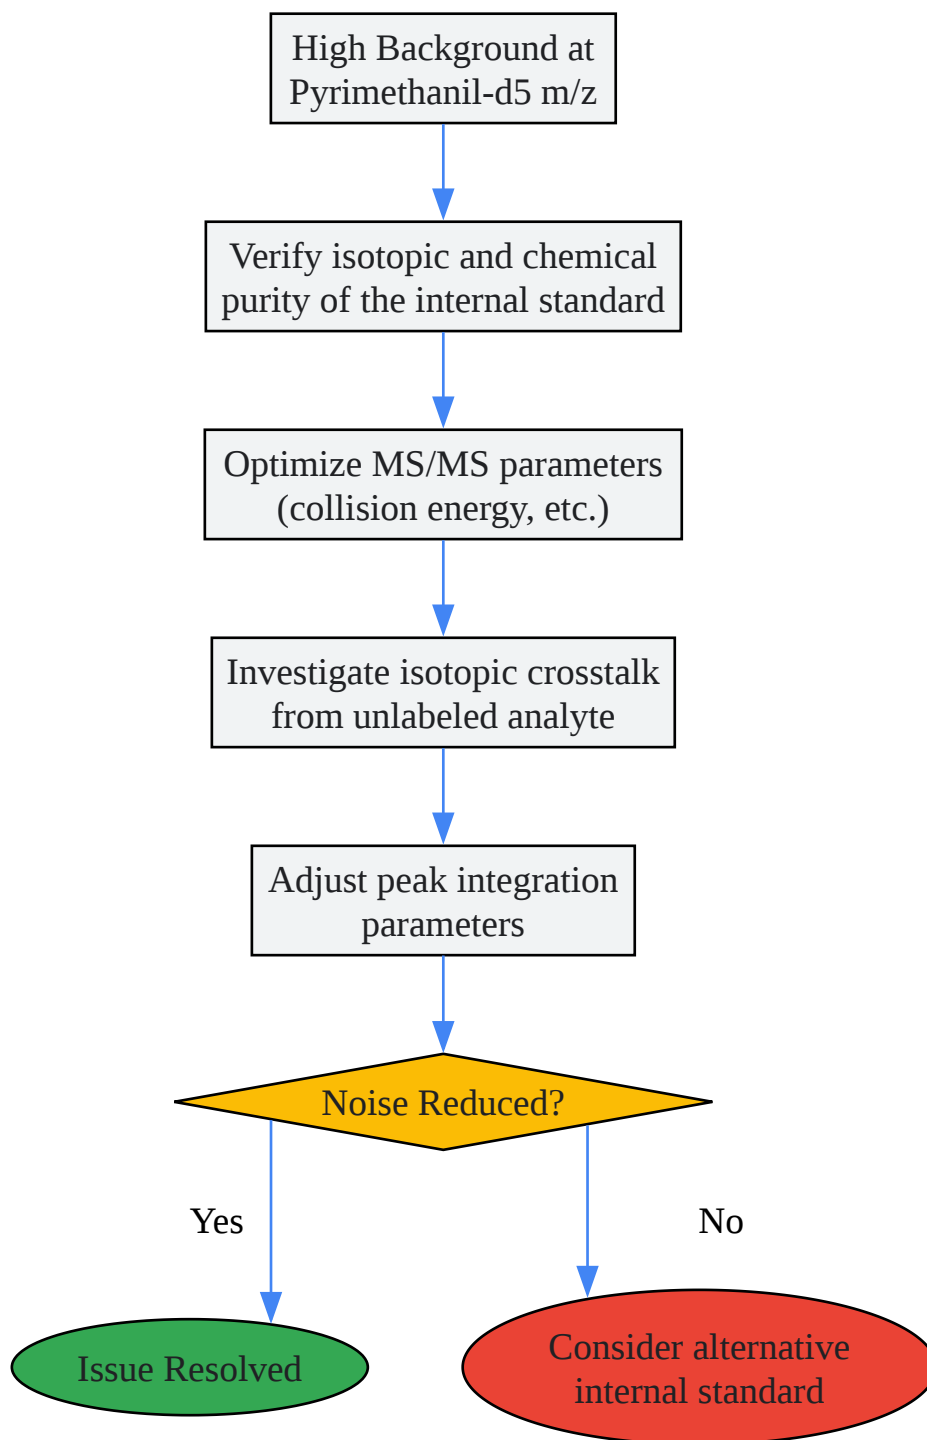 High Background at
Pyrimethanil-d5 m/z
Verify isotopic and chemical
purity of the internal standard
Optimize MS/MS parameters
(collision energy, etc.)
Investigate isotopic crosstalk
from unlabeled analyte
Adjust peak integration
parameters
Noise Reduced?
Yes
No
Issue Resolved
Consider alternative
internal standard